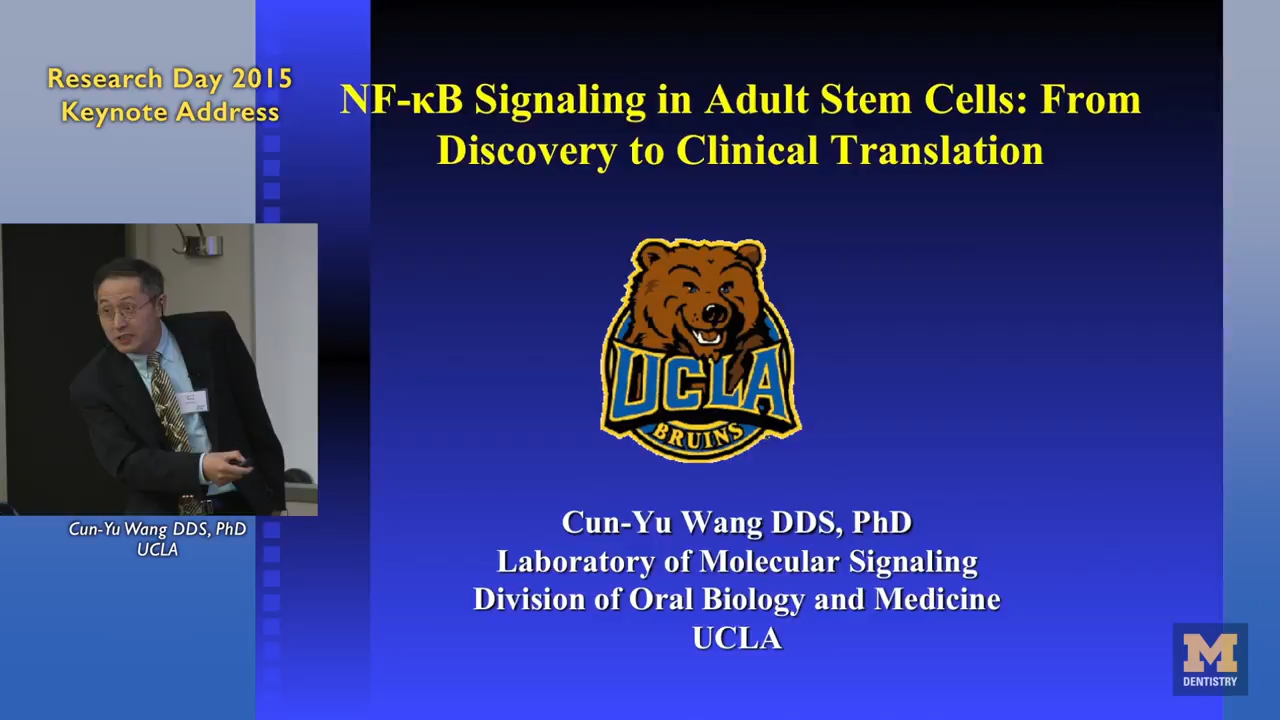 Research Day 2015
Keynote Address
NF-κB Signaling in Adult Stem Cells: From
Discovery to Clinical Translation
UCLA
BRUINS
Cun-Yu Wang DDS, PhD
UCLA
Cun-Yu Wang DDS, PhD
Laboratory of Molecular Signaling
Division of Oral Biology and Medicine
UCLA
M
DENTISTRY